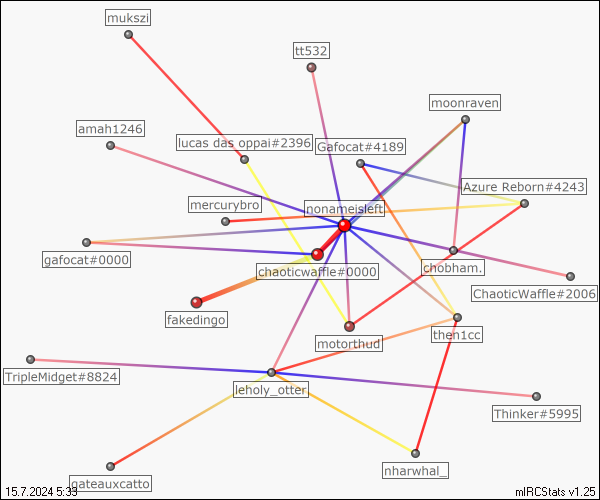 mukszi
tt532
moonraven
amah1246
lucas das oppai#2396
Gafocat#4189
Azure Reborn#4243
mercurybro
nonameisleft
gafocat#0000
chaoticwaffle#0000
chobham.
ChaoticWaffle#2006
fakedingo
motorthud
then1cc
TripleMidget#8824
leholy_otter
Thinker#5995
gateauxcatto
nharwhal_
15.7.2024 5:33
mIRCStats v1.25